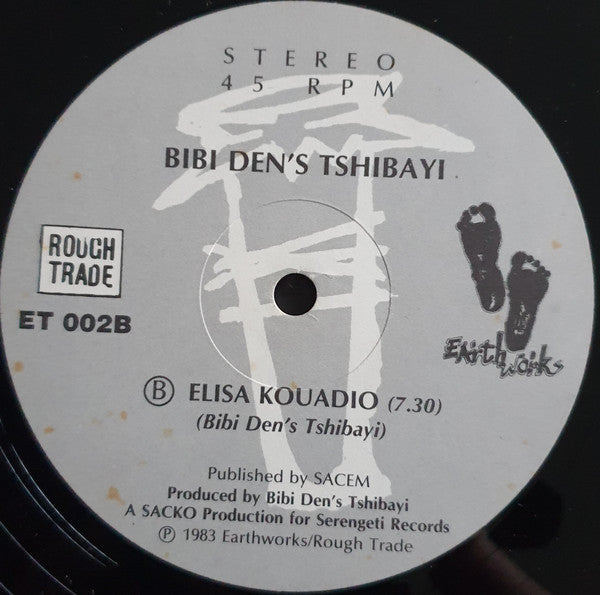 STEREO
45 RPM
BIBI DEN'S TSHIBAYI
ROUGH
TRADE
ET 002B
Earthworks
Ⓑ ELISA KOUADIO (7.30)
(Bibi Den's Tshibayi)
Published by SACEM
Produced by Bibi Den's Tshibayi
A SACKO Production for Serengeti Records
℗ 1983 Earthworks/Rough Trade